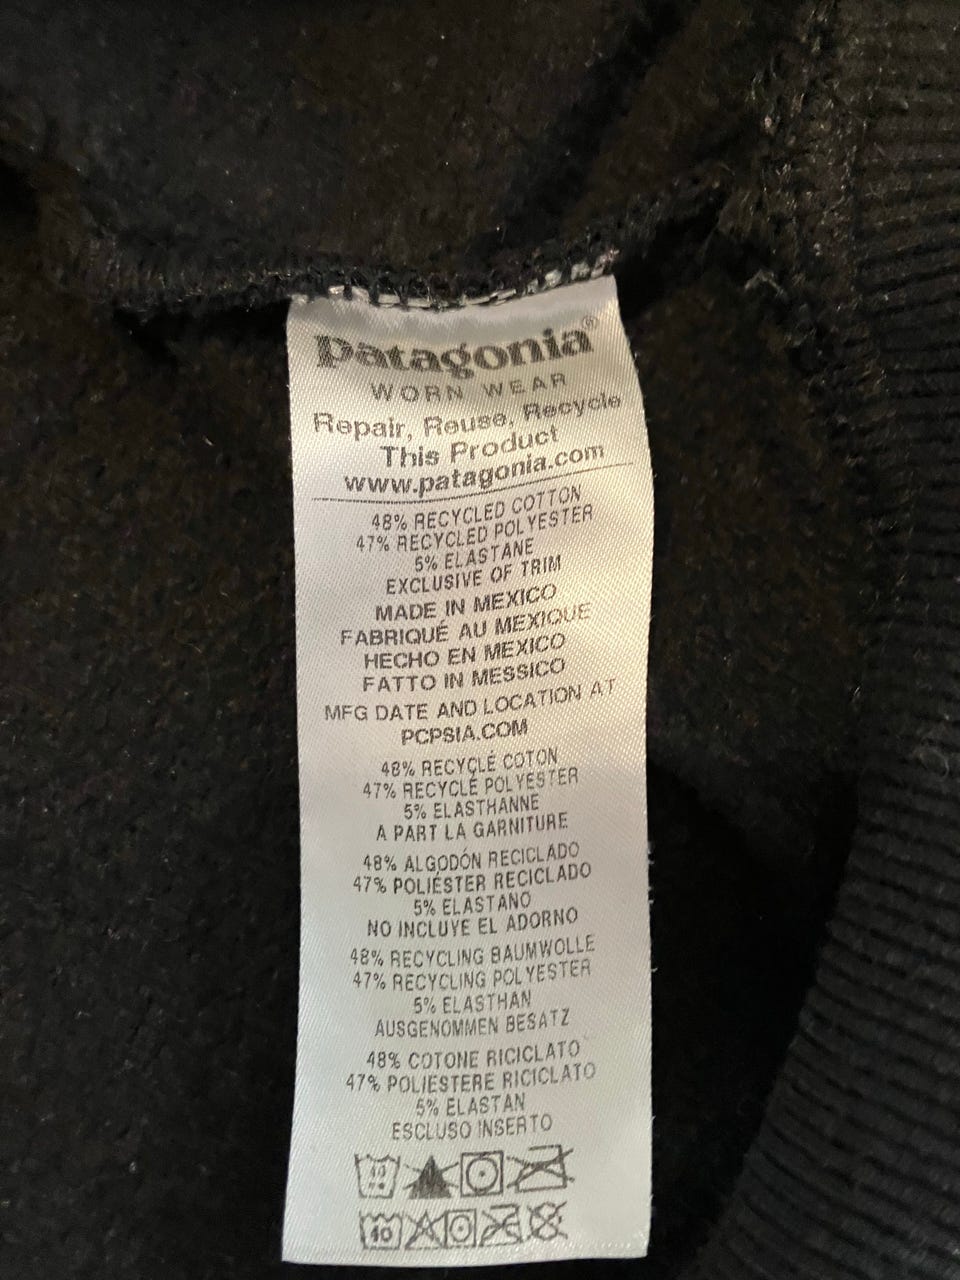 patagonia®
WORN WEAR
Repair, Reuse, Recycle
This Product
www.patagonia.com
48% RECYCLED COTTON
47% RECYCLED POLYESTER
5% ELASTANE
EXCLUSIVE OF TRIM
MADE IN MEXICO
FABRIQUÉ AU MEXIQUE
HECHO EN MEXICO
FATTO IN MESSICO
MFG DATE AND LOCATION AT
PCPSIA.COM
48% RECYCLÉ COTON
47% RECYCLÉ POLYESTER
5% ELASTHANNE
A PART LA GARNITURE
48% ALGODÓN RECICLADO
47% POLIÉSTER RECICLADO
5% ELASTANO
NO INCLUYE EL ADORNO
48% RECYCLING BAUMWOLLE
47% RECYCLING POLYESTER
5% ELASTHAN
AUSGENOMMEN BESATZ
48% COTONE RICICLATO
47% POLIESTERE RICICLATO
5% ELASTAN
ESCLUSO INSERTO
40
40